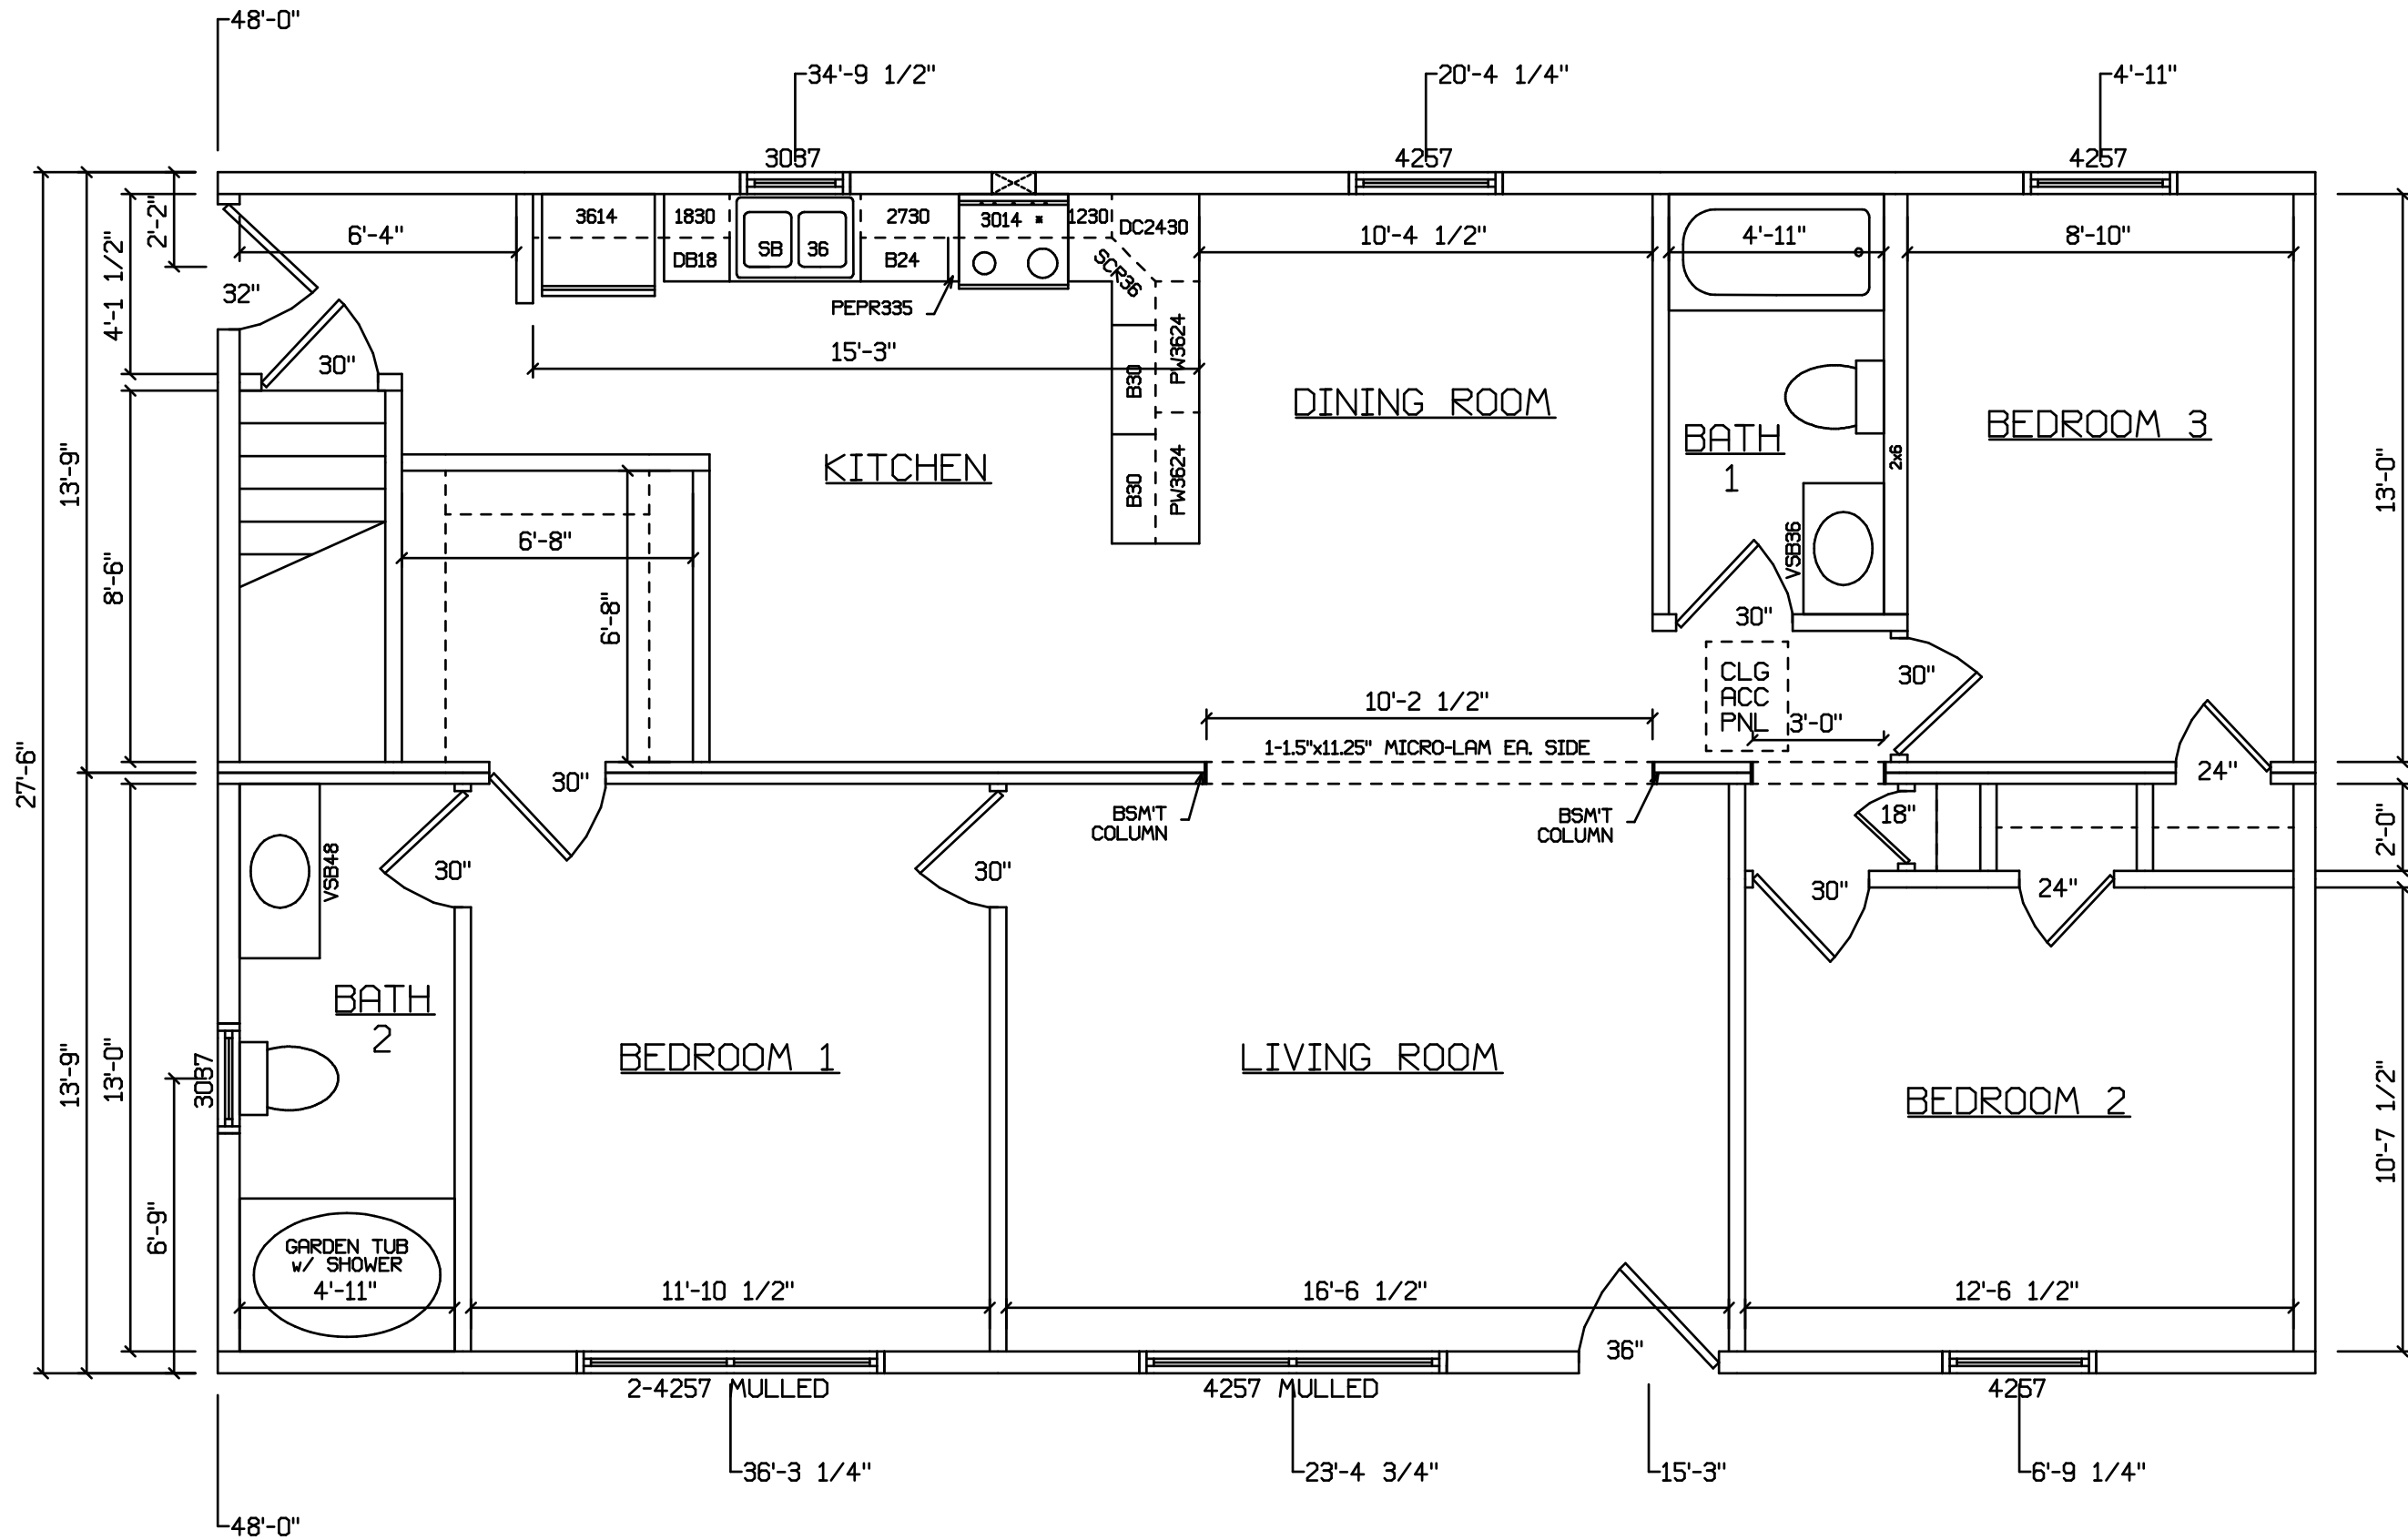 48'-0"
34'-9 1/2"
20'-4 1/4"
4'-11"
3037
4257
4257
2'-2"
6'-4"
3614
1830
2730
3014
1230
DC2430
10'-4 1/2"
4'-11"
8'-10"
DB18
SB
36
B24
SCR36
32"
4'-1 1/2"
PEPR335
15'-3"
30"
B30
PW3624
DINING ROOM
BATH
1
BEDROOM 3
KITCHEN
2x6
B30
PW3624
13'-9"
13'-0"
6'-8"
8'-6"
6'-8"
VSB36
30"
CLG
ACC
PNL
30"
10'-2 1/2"
3'-0"
1-1.5"x11.25" MICRO-LAM EA. SIDE
27'-6"
30"
24"
BSM'T
COLUMN
BSM'T
COLUMN
18"
2'-0"
VSB48
30"
30"
30"
24"
BATH
2
BEDROOM 1
LIVING ROOM
BEDROOM 2
13'-9"
13'-0"
3037
10'-7 1/2"
6'-9"
GARDEN TUB
w/ SHOWER
4'-11"
11'-10 1/2"
16'-6 1/2"
12'-6 1/2"
36"
2-4257 MULLED
4257 MULLED
4257
36'-3 1/4"
23'-4 3/4"
15'-3"
6'-9 1/4"
48'-0"